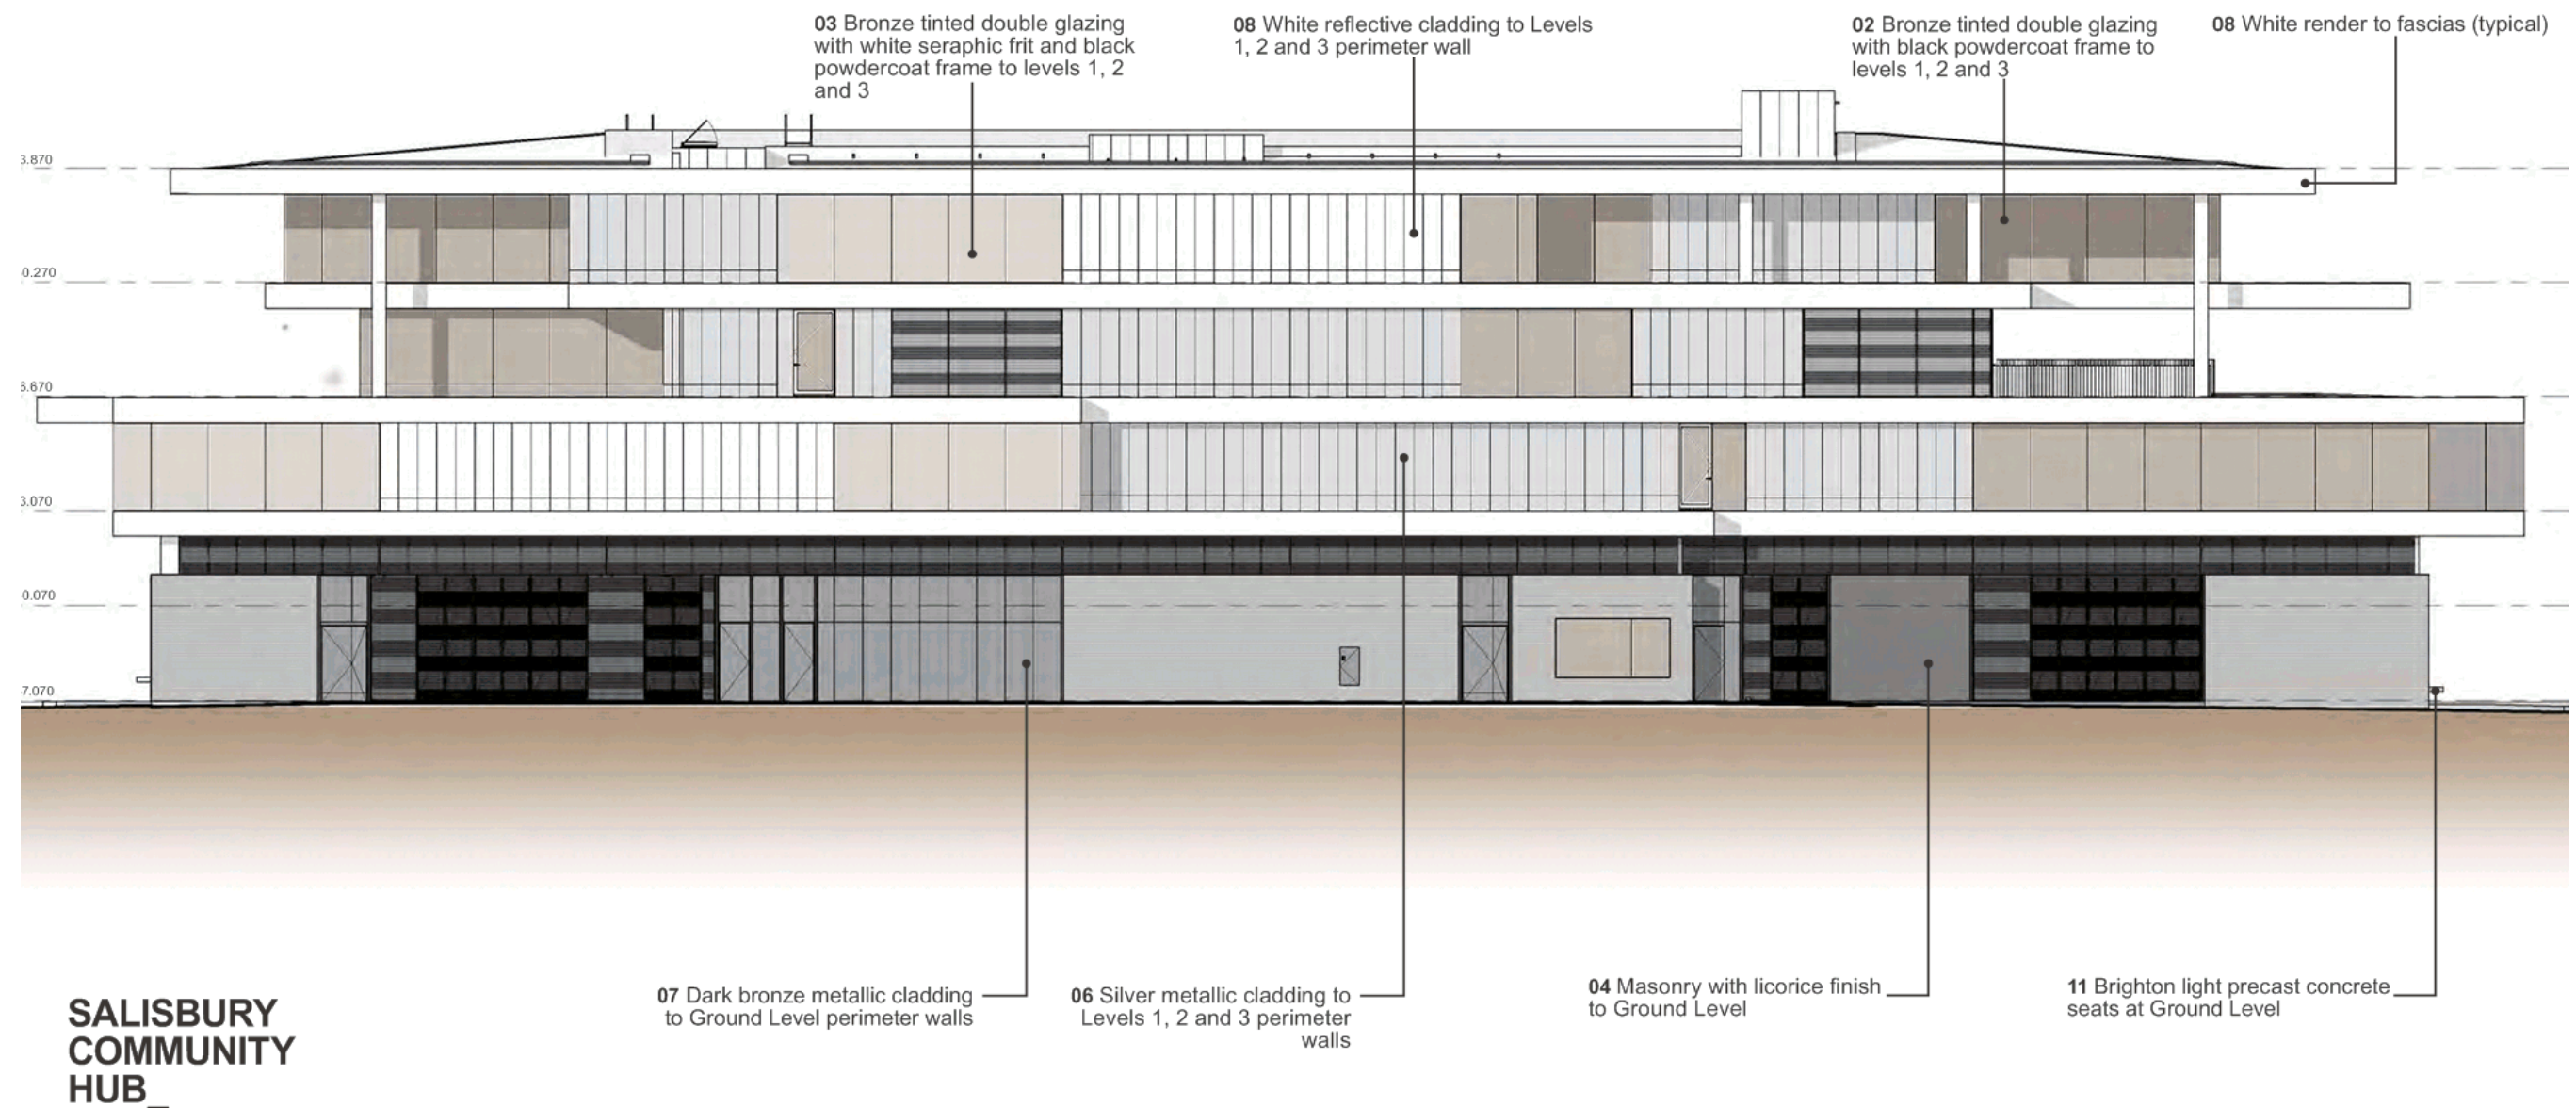 03 Bronze tinted double glazing
with white seraphic frit and black
powdercoat frame to levels 1, 2
and 3
08 White reflective cladding to Levels
1, 2 and 3 perimeter wall
02 Bronze tinted double glazing
with black powdercoat frame to
levels 1, 2 and 3
08 White render to fascias (typical)
3.870
0.270
6.670
3.070
0.070
7.070
07 Dark bronze metallic cladding
to Ground Level perimeter walls
06 Silver metallic cladding to
Levels 1, 2 and 3 perimeter
walls
04 Masonry with licorice finish
to Ground Level
11 Brighton light precast concrete
seats at Ground Level
SALISBURY
COMMUNITY
HUB_